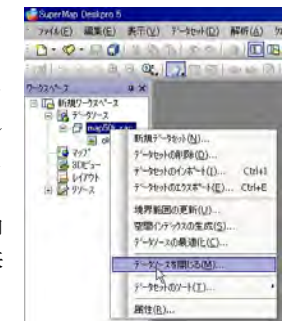 SuperMap Deskpro 5
ファイル(F) 編集(E) 表示(V) データセット(D) 解析(A)
ワークスペース
新規ワークスペース
データソース
マップ
3Dビュー
レイアウト
リソース
新規データセット(N)...
データセットの削除(D)...
データセットのインポート(I)... Ctrl+I
データセットのエクスポート(E)... Ctrl+E
境界範囲の更新(U)...
空間インデックスの生成(S)...
データソースの最適化(C)...
データソースを閉じる(M)...
データセットのソート(T)...
属性(R)...